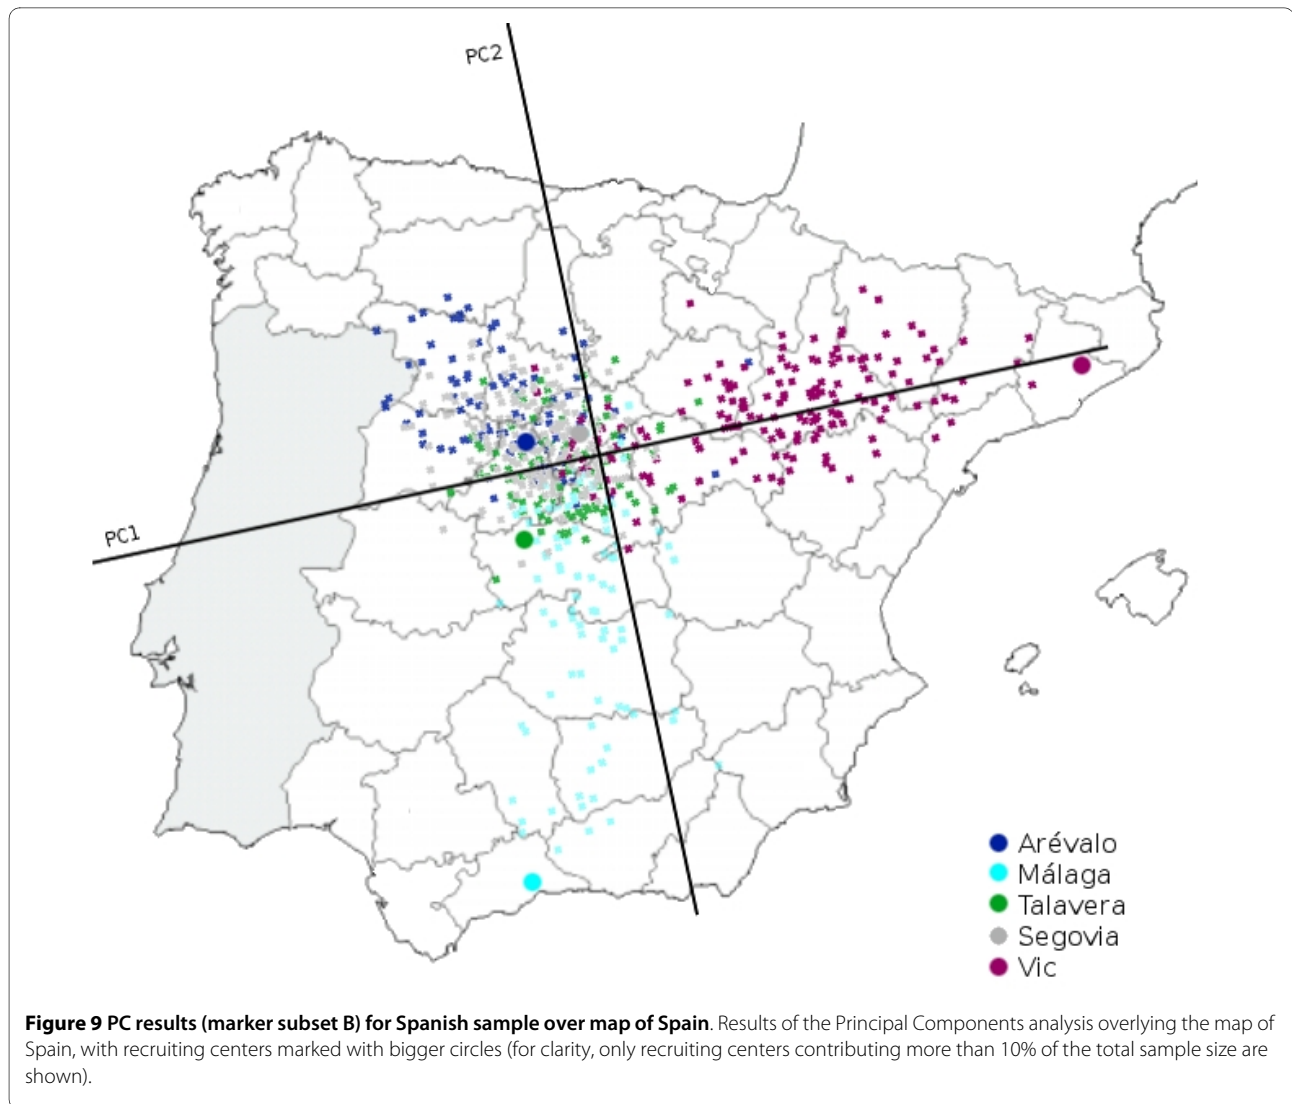 PC2
PC1
Arévalo
Málaga
Talavera
Segovia
Vic
Figure 9 PC results (marker subset B) for Spanish sample over map of Spain. Results of the Principal Components analysis overlying the map of
Spain, with recruiting centers marked with bigger circles (for clarity, only recruiting centers contributing more than 10% of the total sample size are
shown).